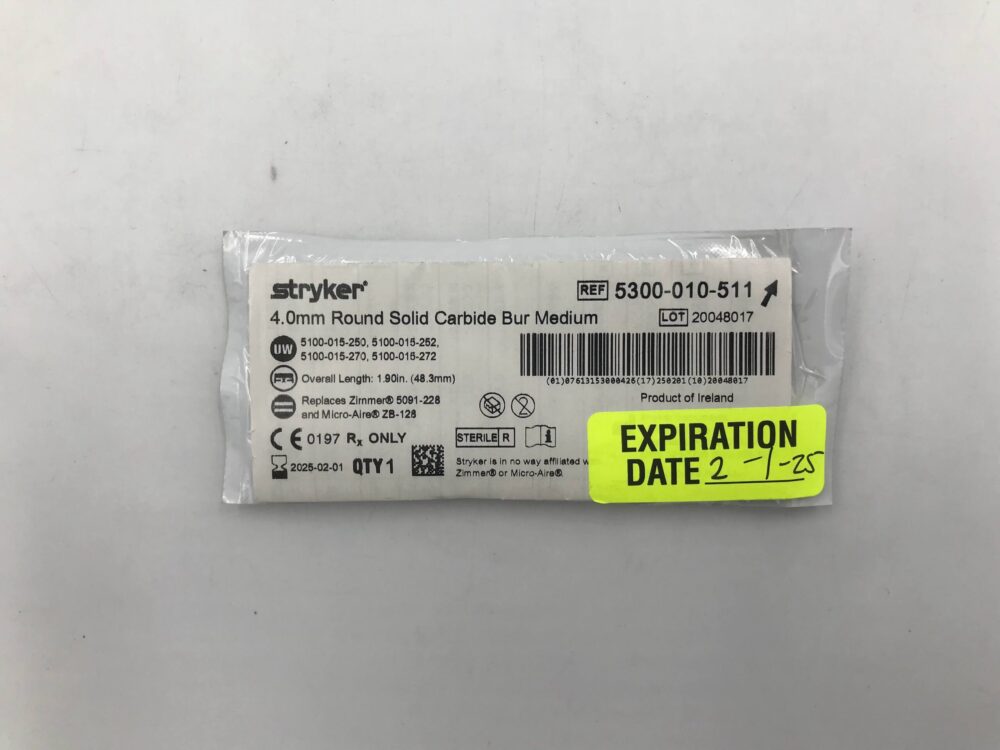 stryker®
REF 5300-010-511
4.0mm Round Solid Carbide Bur Medium
LOT 20048017
UW 5100-015-250, 5100-015-252,
5100-015-270, 5100-015-272
Overall Length: 1.90in. (48.3mm)
(01)07613153000426(17)250201(10)20048017
Replaces Zimmer® 5091-228
and Micro-Aire® ZB-128
Product of Ireland
CE 0197 Rx ONLY
STERILE R
2025-02-01 QTY 1
Stryker is in no way affiliated
Zimmer® or Micro-Aire®.
EXPIRATION
DATE 2-1-25